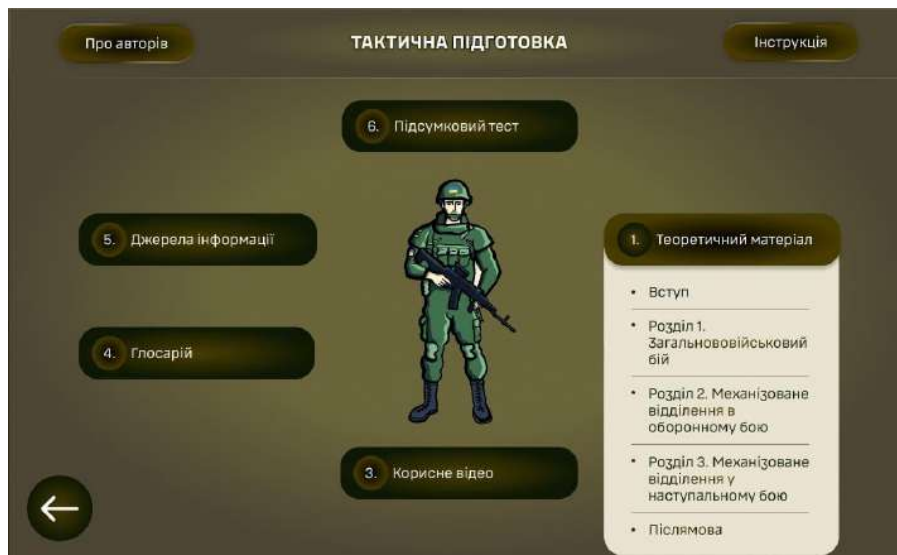 Про авторів
ТАКТИЧНА ПІДГОТОВКА
Інструкція
6. Підсумковий тест
5. Джерела інформації
1. Теоретичний матеріал
• Вступ
• Розділ 1.
Загальновійськовий
бій
4. Глосарій
• Розділ 2. Механізоване
відділення в
оборонному бою
3. Корисне відео
• Розділ 3. Механізоване
відділення у
наступальному бою
• Післямова